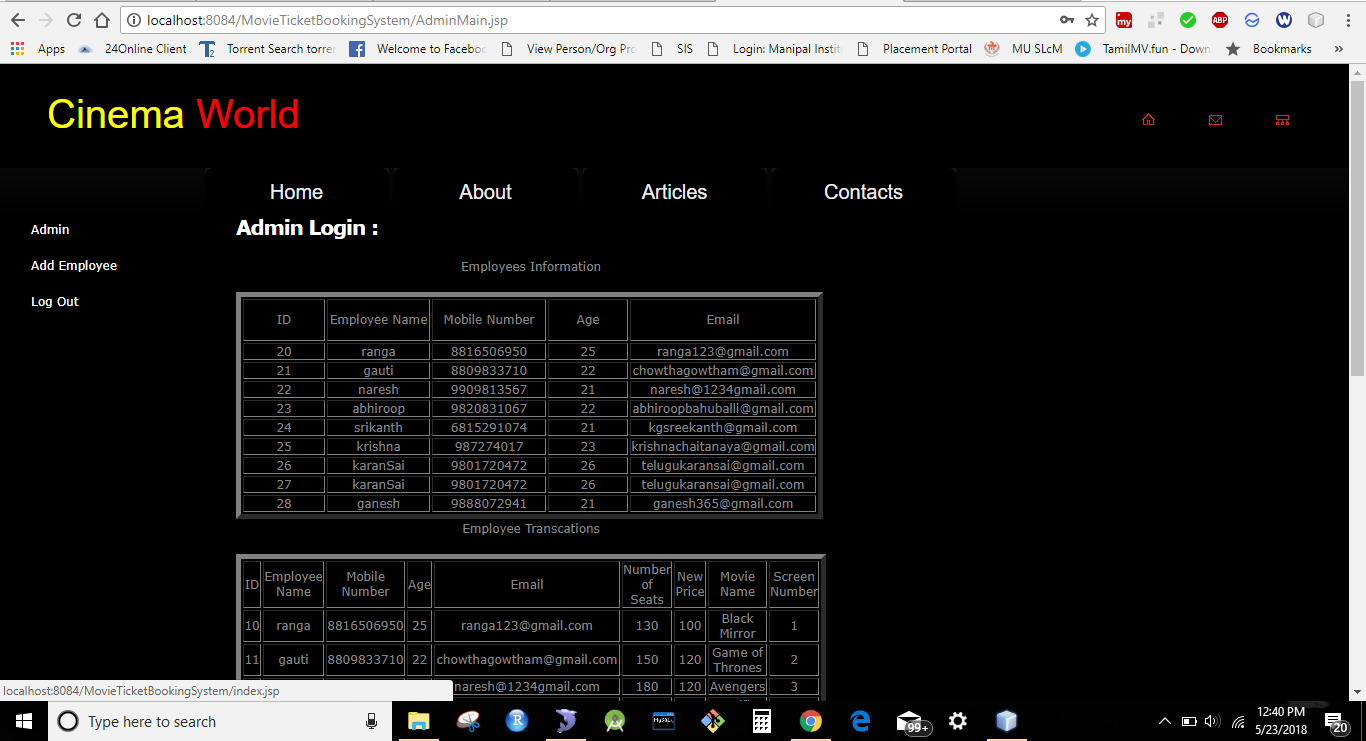 localhost:8084/MovieTicketBookingSystem/AdminMain.jsp
Apps 24Online Client Torrent Search torrer Welcome to Faceboo View Person/Org Pro SIS Login: Manipal Instit Placement Portal MU SLcM TamilMV.fun - Down Bookmarks »
my ABP W
Cinema World
Home About Articles Contacts
Admin
Add Employee
Log Out
Admin Login :
Employees Information
ID Employee Name Mobile Number Age Email
20 ranga 8816506950 25 ranga123@gmail.com
21 gauti 8809833710 22 chowthagowtham@gmail.com
22 naresh 9909813567 21 naresh@1234gmail.com
23 abhiroop 9820831067 22 abhiroopbahuballi@gmail.com
24 srikanth 6815291074 21 kgsreekanth@gmail.com
25 krishna 987274017 23 krishnachaitanaya@gmail.com
26 karanSai 9801720472 26 telugukaransai@gmail.com
27 karanSai 9801720472 26 telugukaransai@gmail.com
28 ganesh 9888072941 21 ganesh365@gmail.com
Employee Transcations
ID Employee Name Mobile Number Age Email Number of Seats New Price Movie Name Screen Number
10 ranga 8816506950 25 ranga123@gmail.com 130 100 Black Mirror 1
11 gauti 8809833710 22 chowthagowtham@gmail.com 150 120 Game of Thrones 2
naresh@1234gmail.com 180 120 Avengers 3
localhost:8084/MovieTicketBookingSystem/index.jsp
Type here to search
R
MySQL
99+
12:40 PM
5/23/2018
20